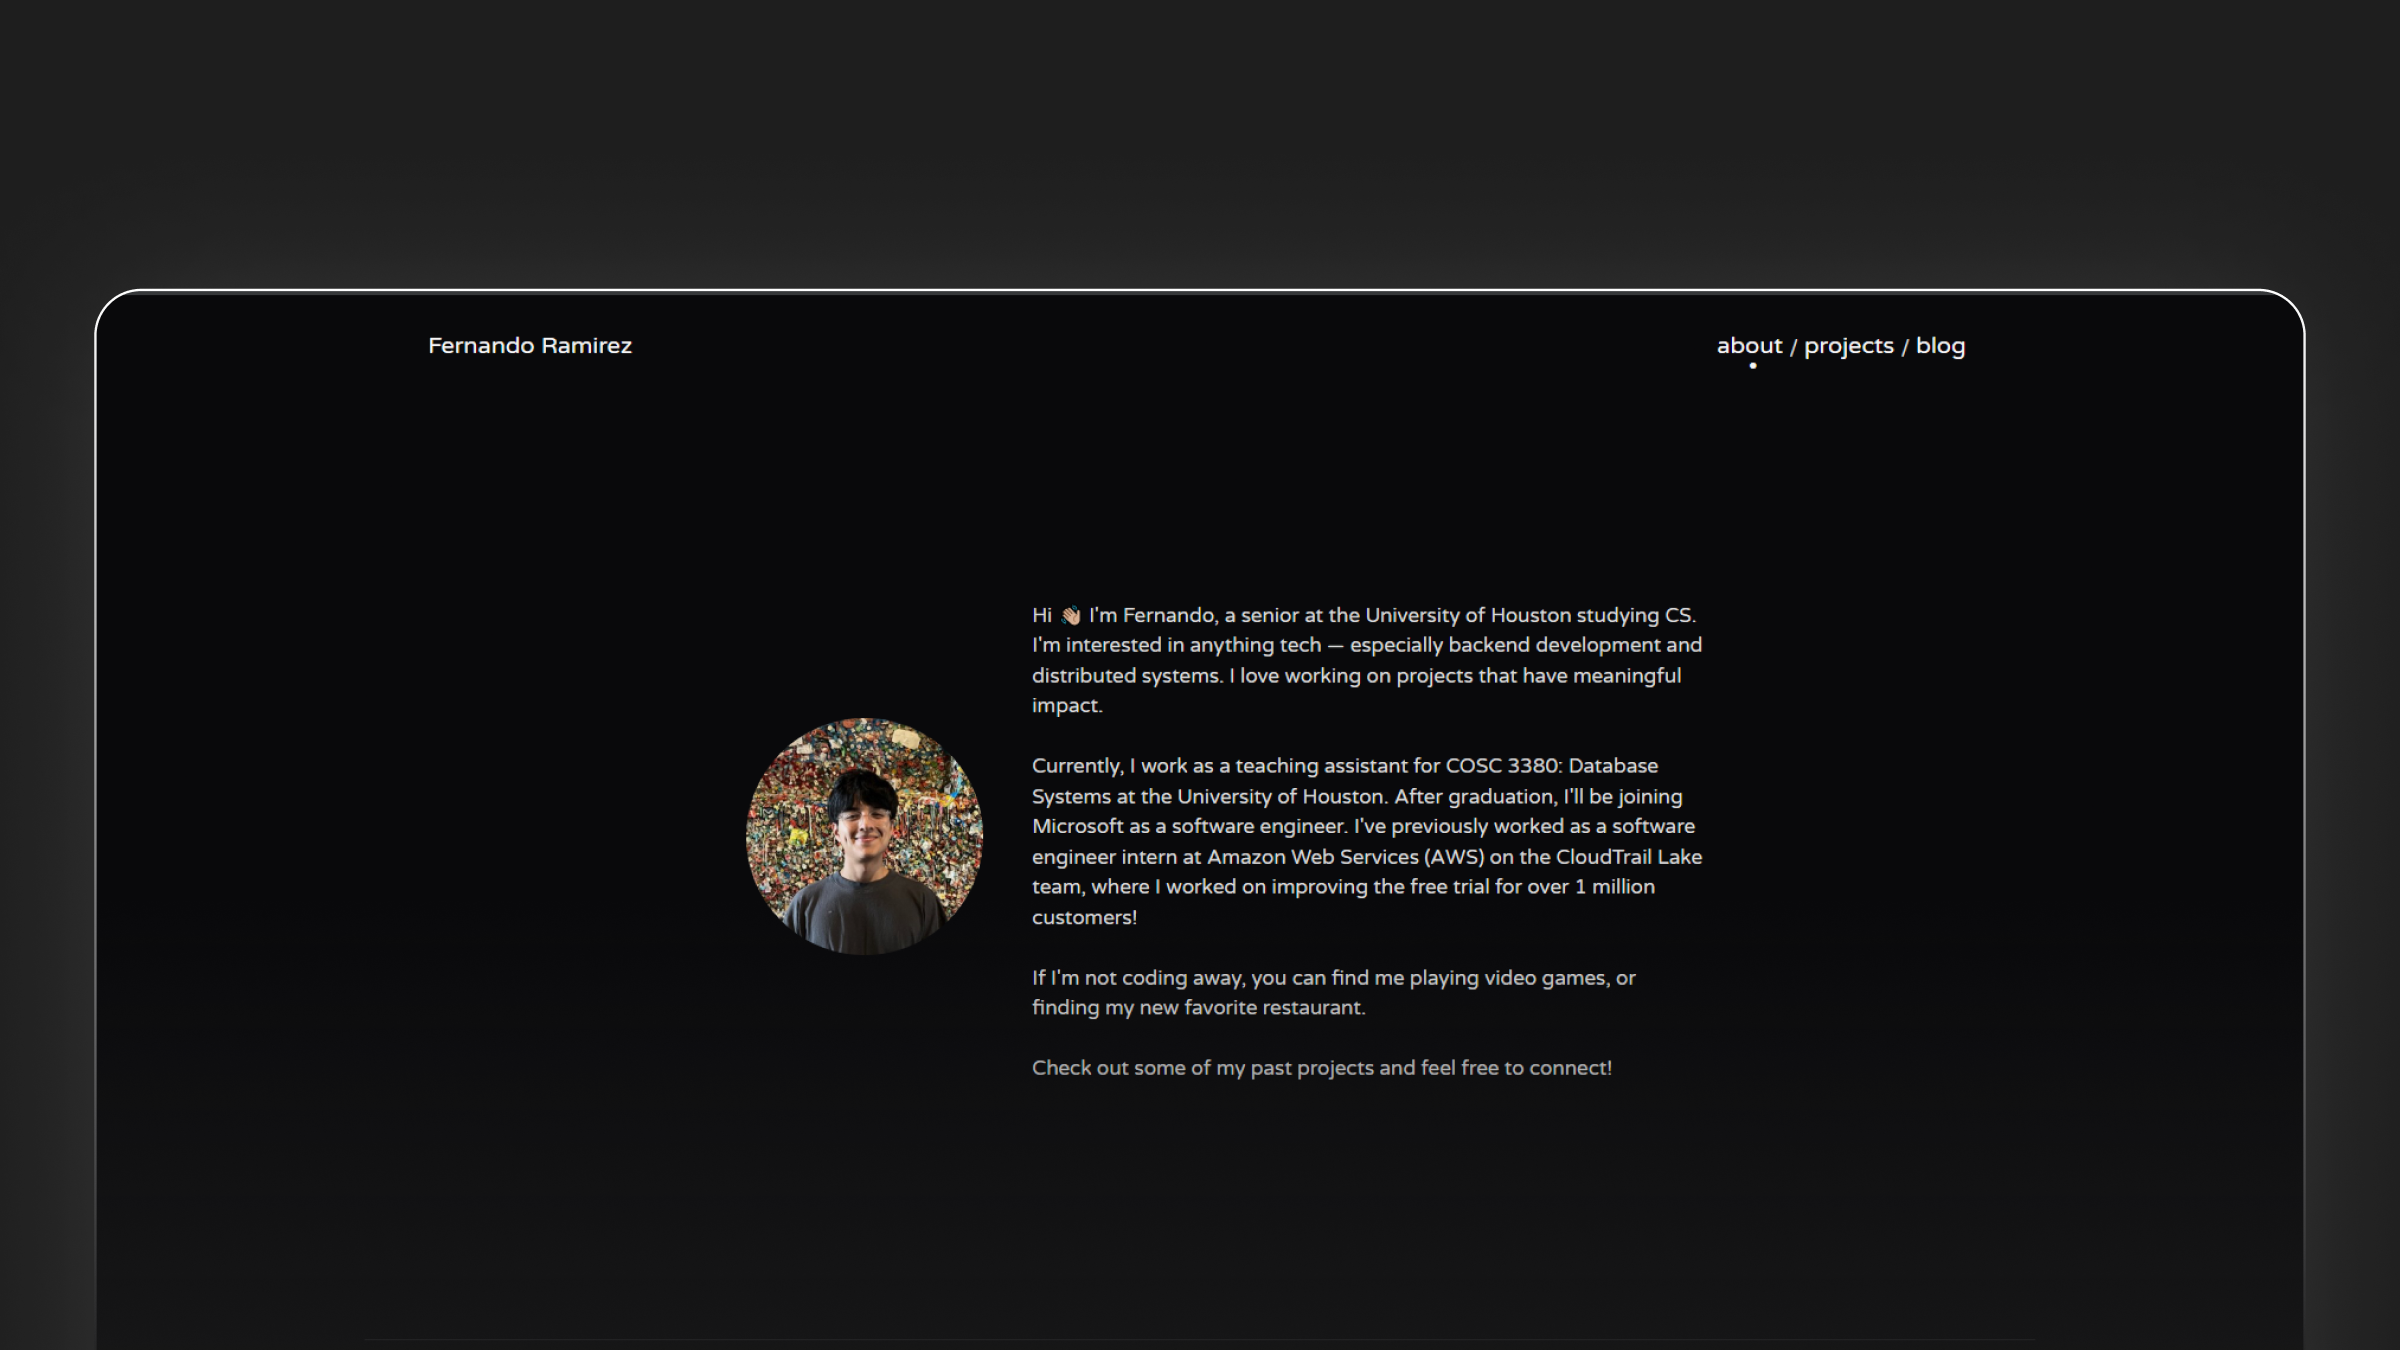 Fernando Ramirez
about / projects / blog
Hi 👋🏼 I'm Fernando, a senior at the University of Houston studying CS.
I'm interested in anything tech — especially backend development and
distributed systems. I love working on projects that have meaningful
impact.
Currently, I work as a teaching assistant for COSC 3380: Database
Systems at the University of Houston. After graduation, I'll be joining
Microsoft as a software engineer. I've previously worked as a software
engineer intern at Amazon Web Services (AWS) on the CloudTrail Lake
team, where I worked on improving the free trial for over 1 million
customers!
If I'm not coding away, you can find me playing video games, or
finding my new favorite restaurant.
Check out some of my past projects and feel free to connect!